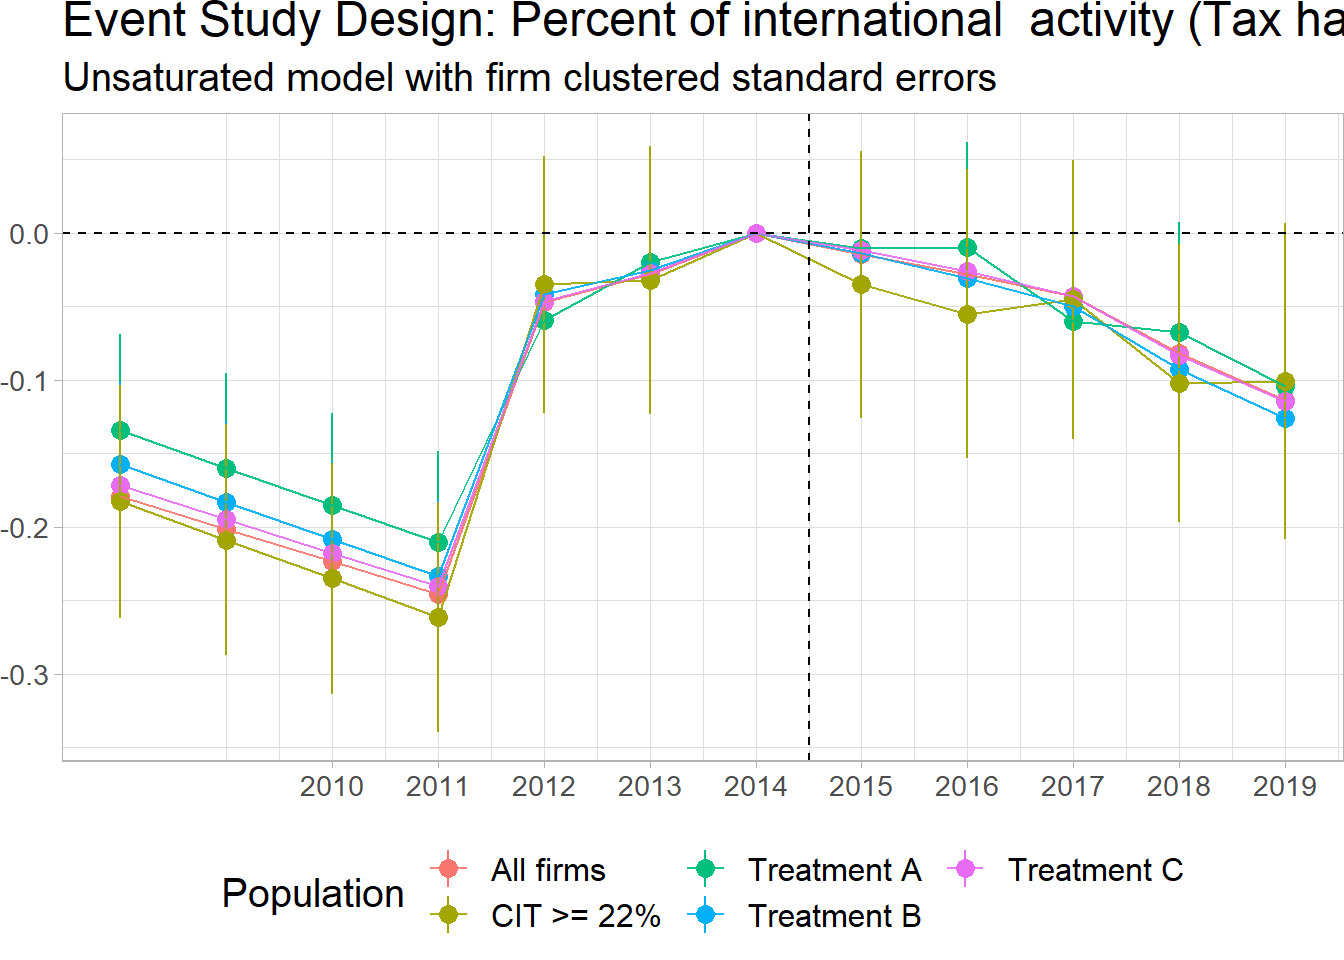 Event Study Design: Percent of international  activity (Tax ha
Unsaturated model with firm clustered standard errors
0.0
-0.1
-0.2
-0.3
2010 2011 2012 2013 2014 2015 2016 2017 2018 2019
Population
All firms Treatment A Treatment C
CIT >= 22% Treatment B